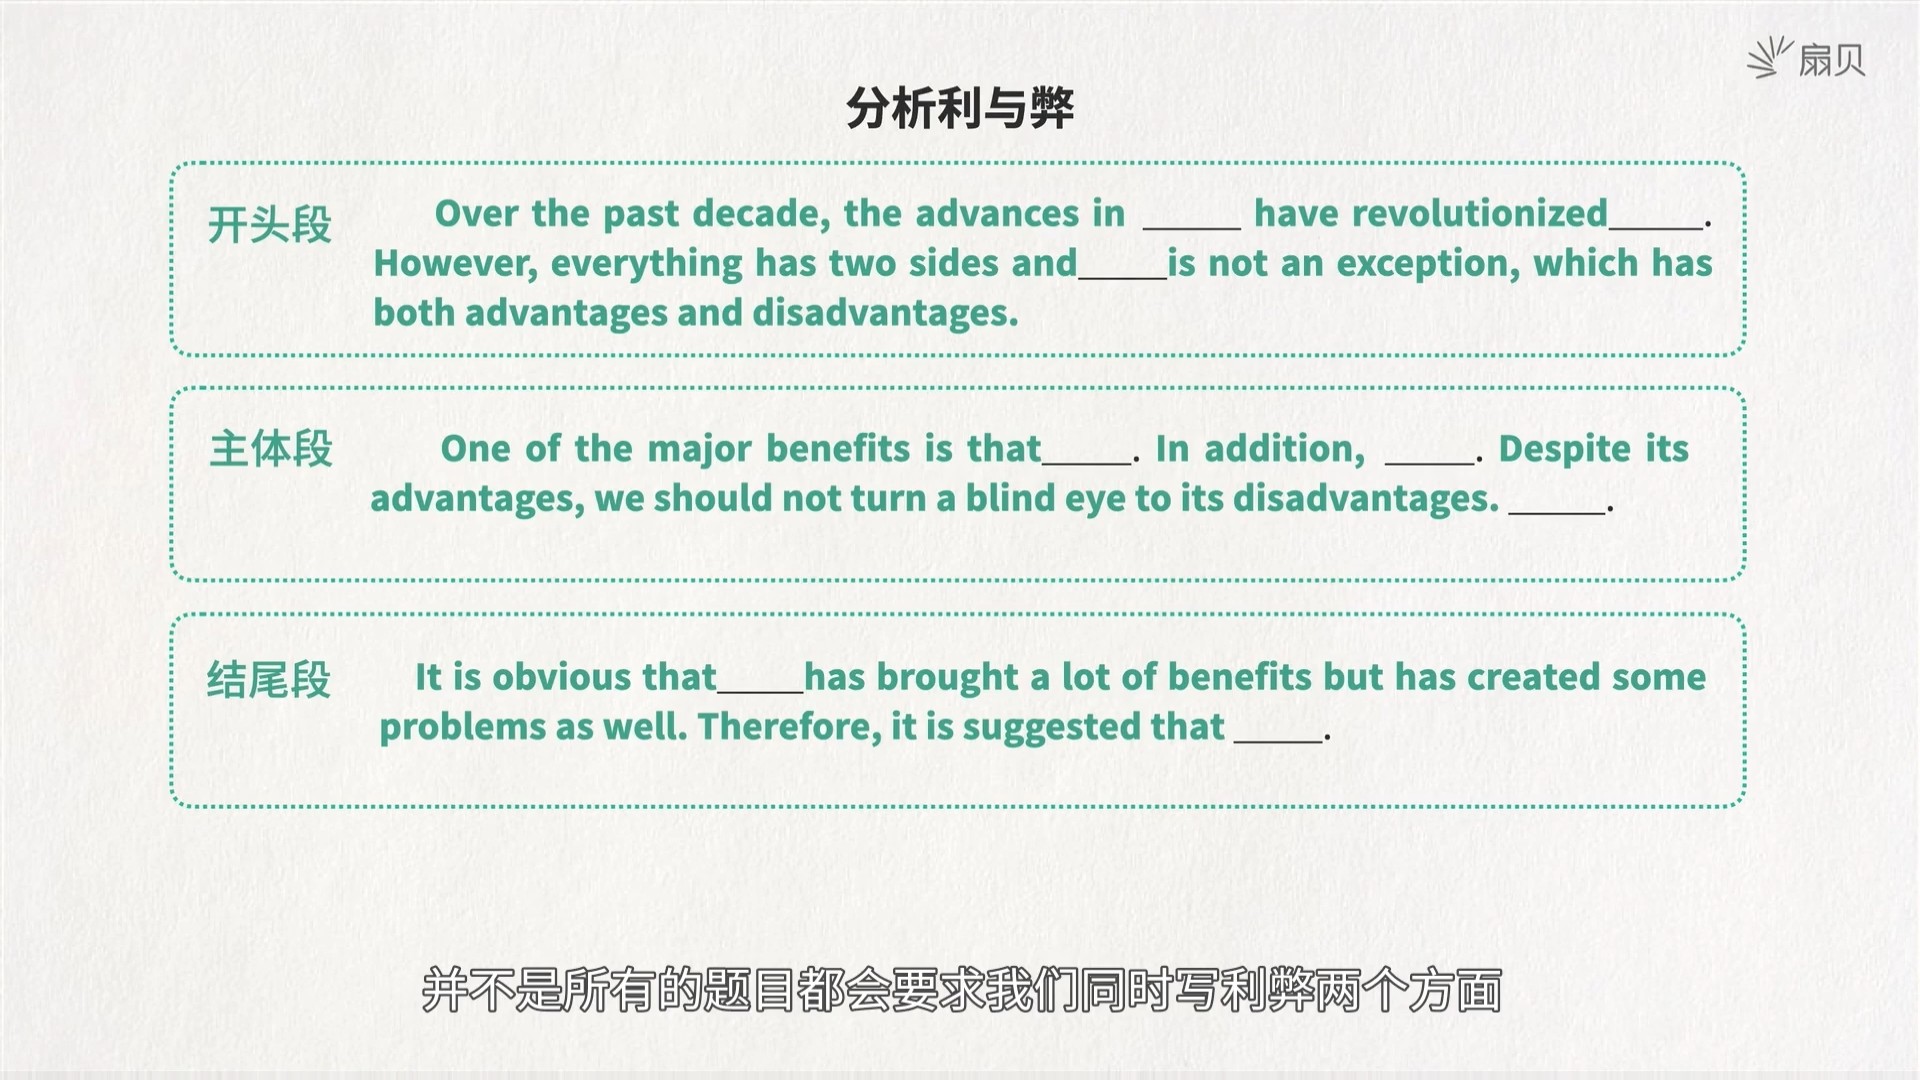 扇贝
分析利与弊
开头段
Over the past decade, the advances in _____ have revolutionized_____.
However, everything has two sides and_____is not an exception, which has
both advantages and disadvantages.
主体段
One of the major benefits is that_____. In addition, _____. Despite its
advantages, we should not turn a blind eye to its disadvantages. _____.
结尾段
It is obvious that_____has brought a lot of benefits but has created some
problems as well. Therefore, it is suggested that _____.
并不是所有的题目都会要求我们同时写利弊两个方面